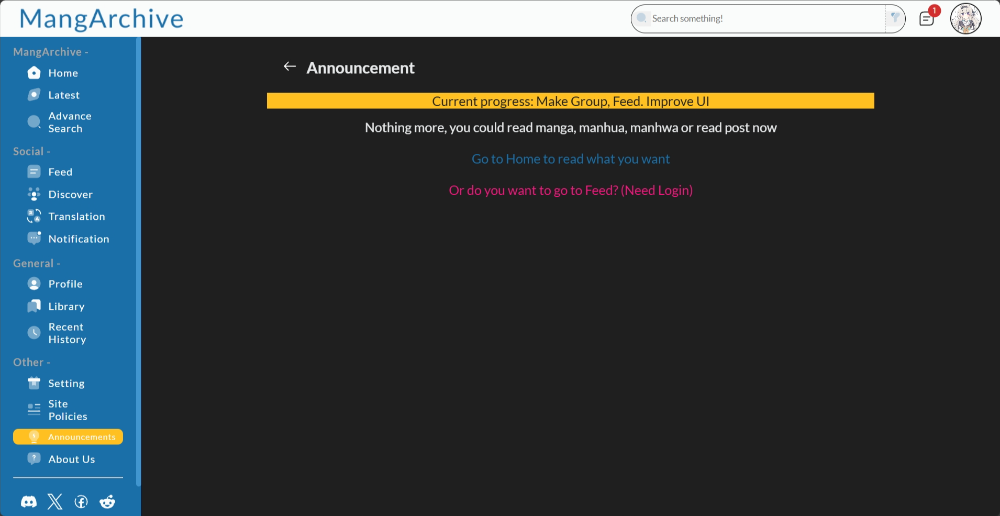 MangArchive
Search something!
1
MangArchive -
Home
Latest
Advance
Search
Social -
Feed
Discover
Translation
Notification
General -
Profile
Library
Recent
History
Other -
Setting
Site
Policies
Announcements
About Us
Announcement
Current progress: Make Group, Feed. Improve UI
Nothing more, you could read manga, manhua, manhwa or read post now
Go to Home to read what you want
Or do you want to go to Feed? (Need Login)